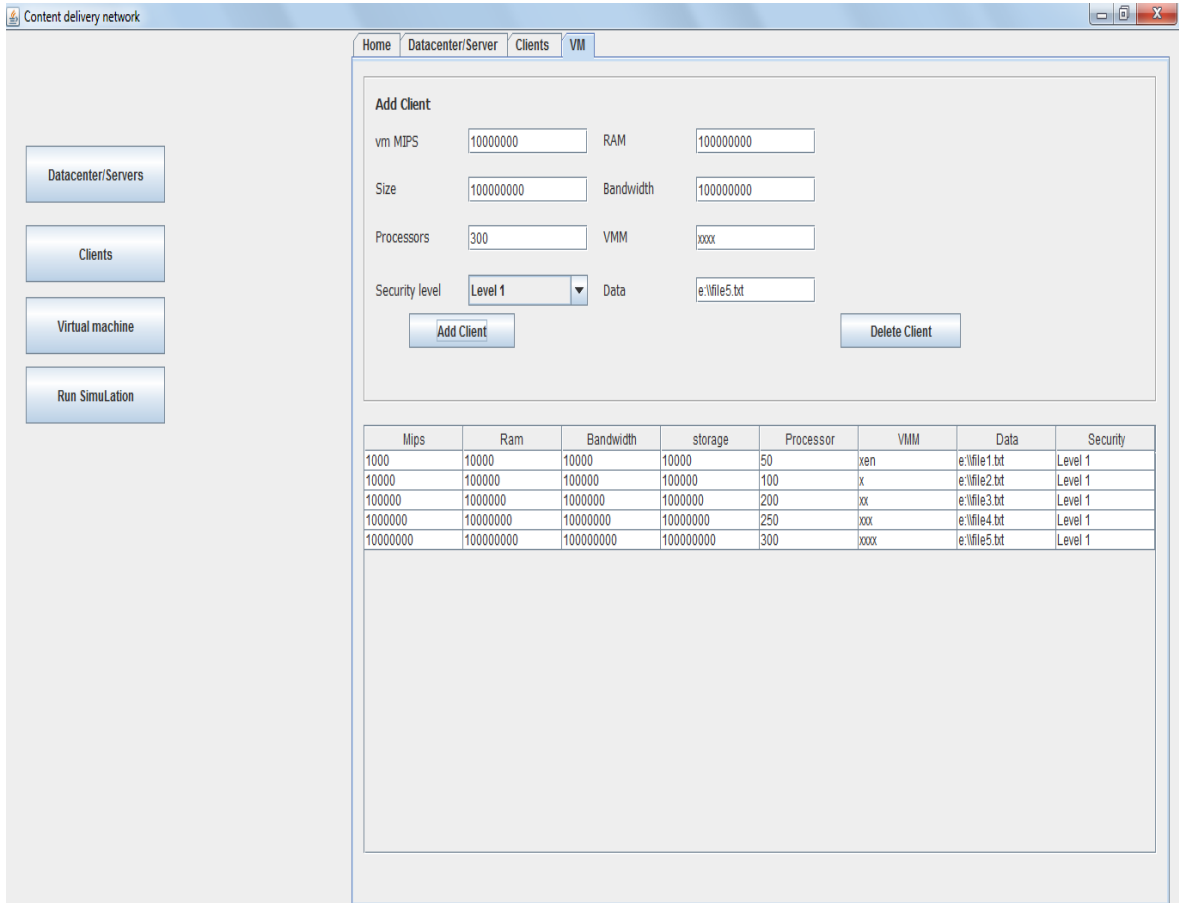 Content delivery network
Home Datacenter/Server Clients VM
Datacenter/Servers
Clients
Virtual machine
Run SimuLation
Add Client
vm MIPS 10000000 RAM 100000000
Size 100000000 Bandwidth 100000000
Processors 300 VMM xxxx
Security level Level 1 Data e:\\file5.txt
Add Client Delete Client
Mips Ram Bandwidth storage Processor VMM Data Security
1000 10000 10000 10000 50 xen e:\\file1.txt Level 1
10000 100000 100000 100000 100 x e:\\file2.txt Level 1
100000 1000000 1000000 1000000 200 xx e:\\file3.txt Level 1
1000000 10000000 10000000 10000000 250 xxx e:\\file4.txt Level 1
10000000 100000000 100000000 100000000 300 xxxx e:\\file5.txt Level 1